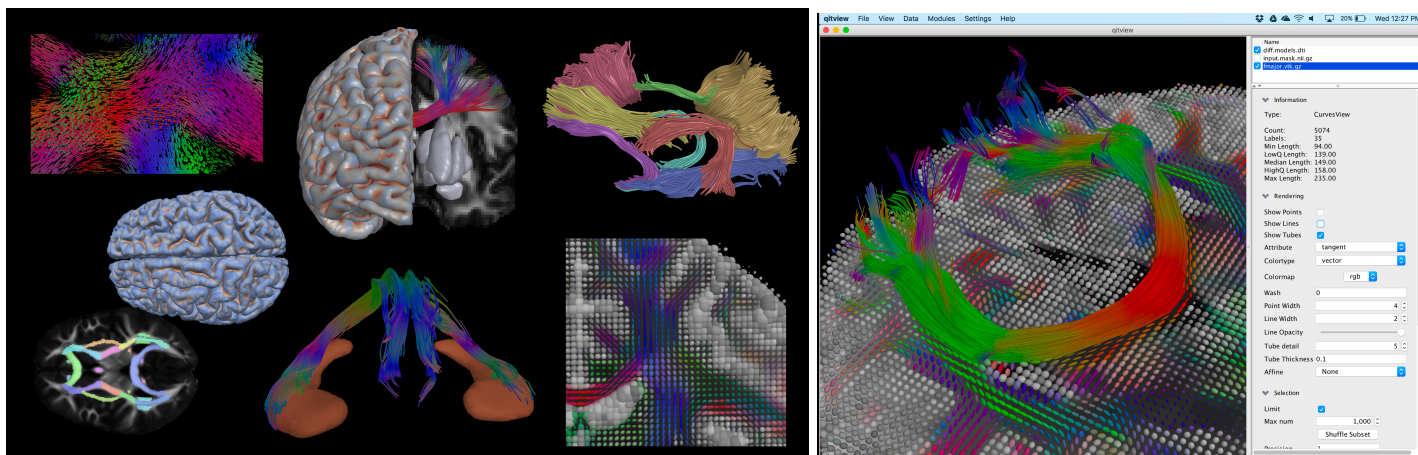 qitview File View Data Modules Settings Help 20% Wed 12:27 PM
qitview
Name
diff.models.dti
input.mask.nii.gz
fmajor.vtk.gz
Information
Type: CurvesView
Count: 5074
Labels: 35
Min Length: 94.00
LowQ Length: 139.00
Median Length: 149.00
HighQ Length: 158.00
Max Length: 235.00
Rendering
Show Points
Show Lines
Show Tubes
Attribute tangent
Colortype vector
Colormap rgb
Wash 0
Point Width 4
Line Width 2
Line Opacity
Tube detail 5
Tube Thickness 0.1
Affine None
Selection
Limit
Max num 1,000
Shuffle Subset